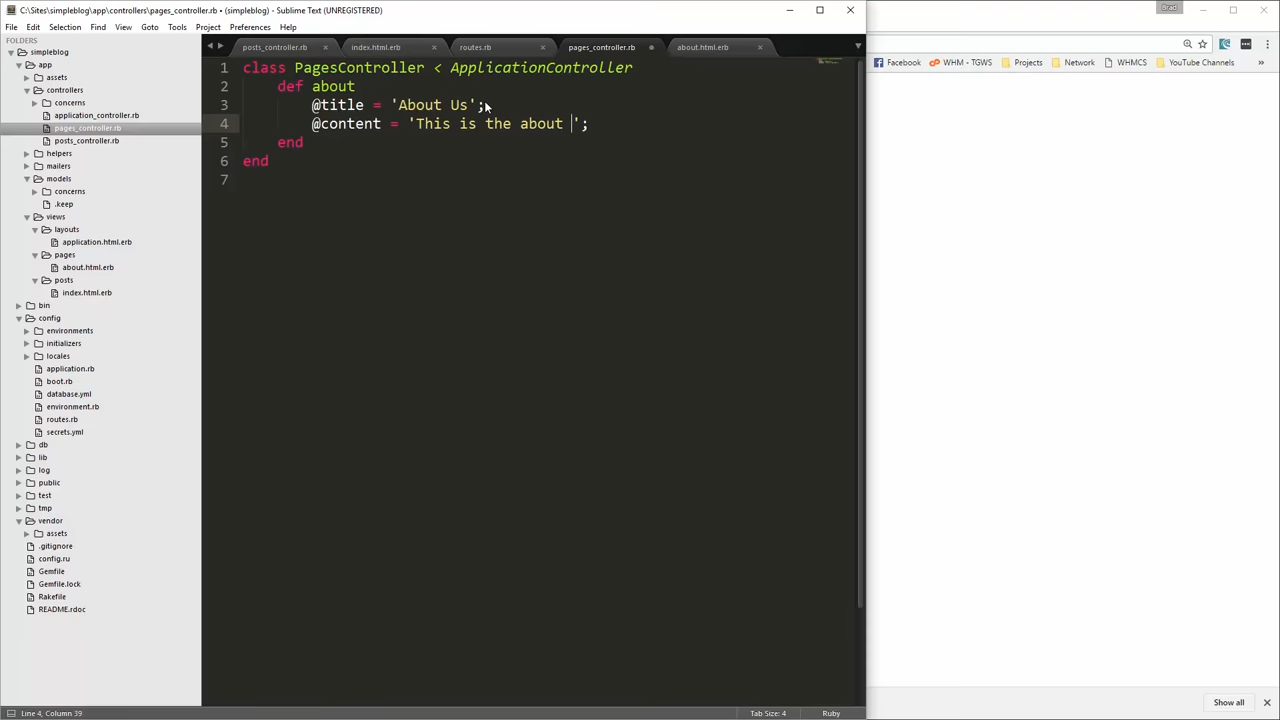 C:\Sites\simpleblog\app\controllers\pages_controller.rb • (simpleblog) - Sublime Text (UNREGISTERED)
Brad
File Edit Selection Find View Goto Tools Project Preferences Help
FOLDERS
simpleblog
app
assets
controllers
concerns
application_controller.rb
pages_controller.rb
posts_controller.rb
helpers
mailers
models
concerns
.keep
views
layouts
application.html.erb
pages
about.html.erb
posts
index.html.erb
bin
config
environments
initializers
locales
application.rb
boot.rb
database.yml
environment.rb
routes.rb
secrets.yml
db
lib
log
public
test
tmp
vendor
assets
.gitignore
config.ru
Gemfile
Gemfile.lock
Rakefile
README.rdoc
posts_controller.rb index.html.erb routes.rb pages_controller.rb about.html.erb
1 class PagesController < ApplicationController
2 def about
3 @title = 'About Us';
4 @content = 'This is the about ';
5 end
6 end
7
Facebook WHM - TGWS Projects Network WHMCS YouTube Channels
Show all
Line 4, Column 39 Tab Size: 4 Ruby